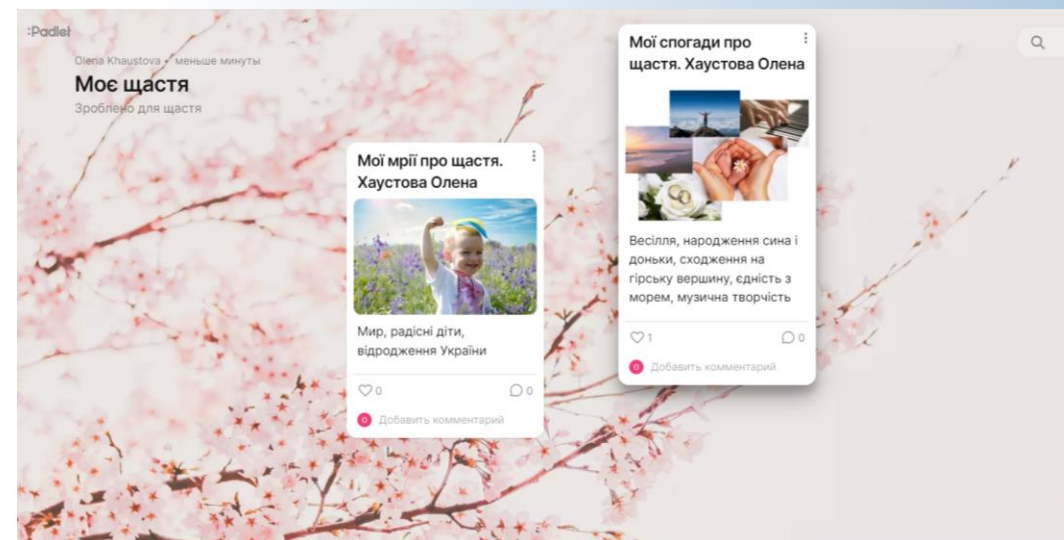 :Padlet
Olena Khaustova • меньше минуты
Моє щастя
Зроблено для щастя
Мої мрії про щастя.
Хаустова Олена
Мир, радісні діти,
відродження України
0
0
О
Добавить комментарий
Мої спогади про
щастя. Хаустова Олена
Весілля, народження сина і
доньки, сходження на
гірську вершину, єдність з
морем, музична творчість
1
0
О
Добавить комментарий